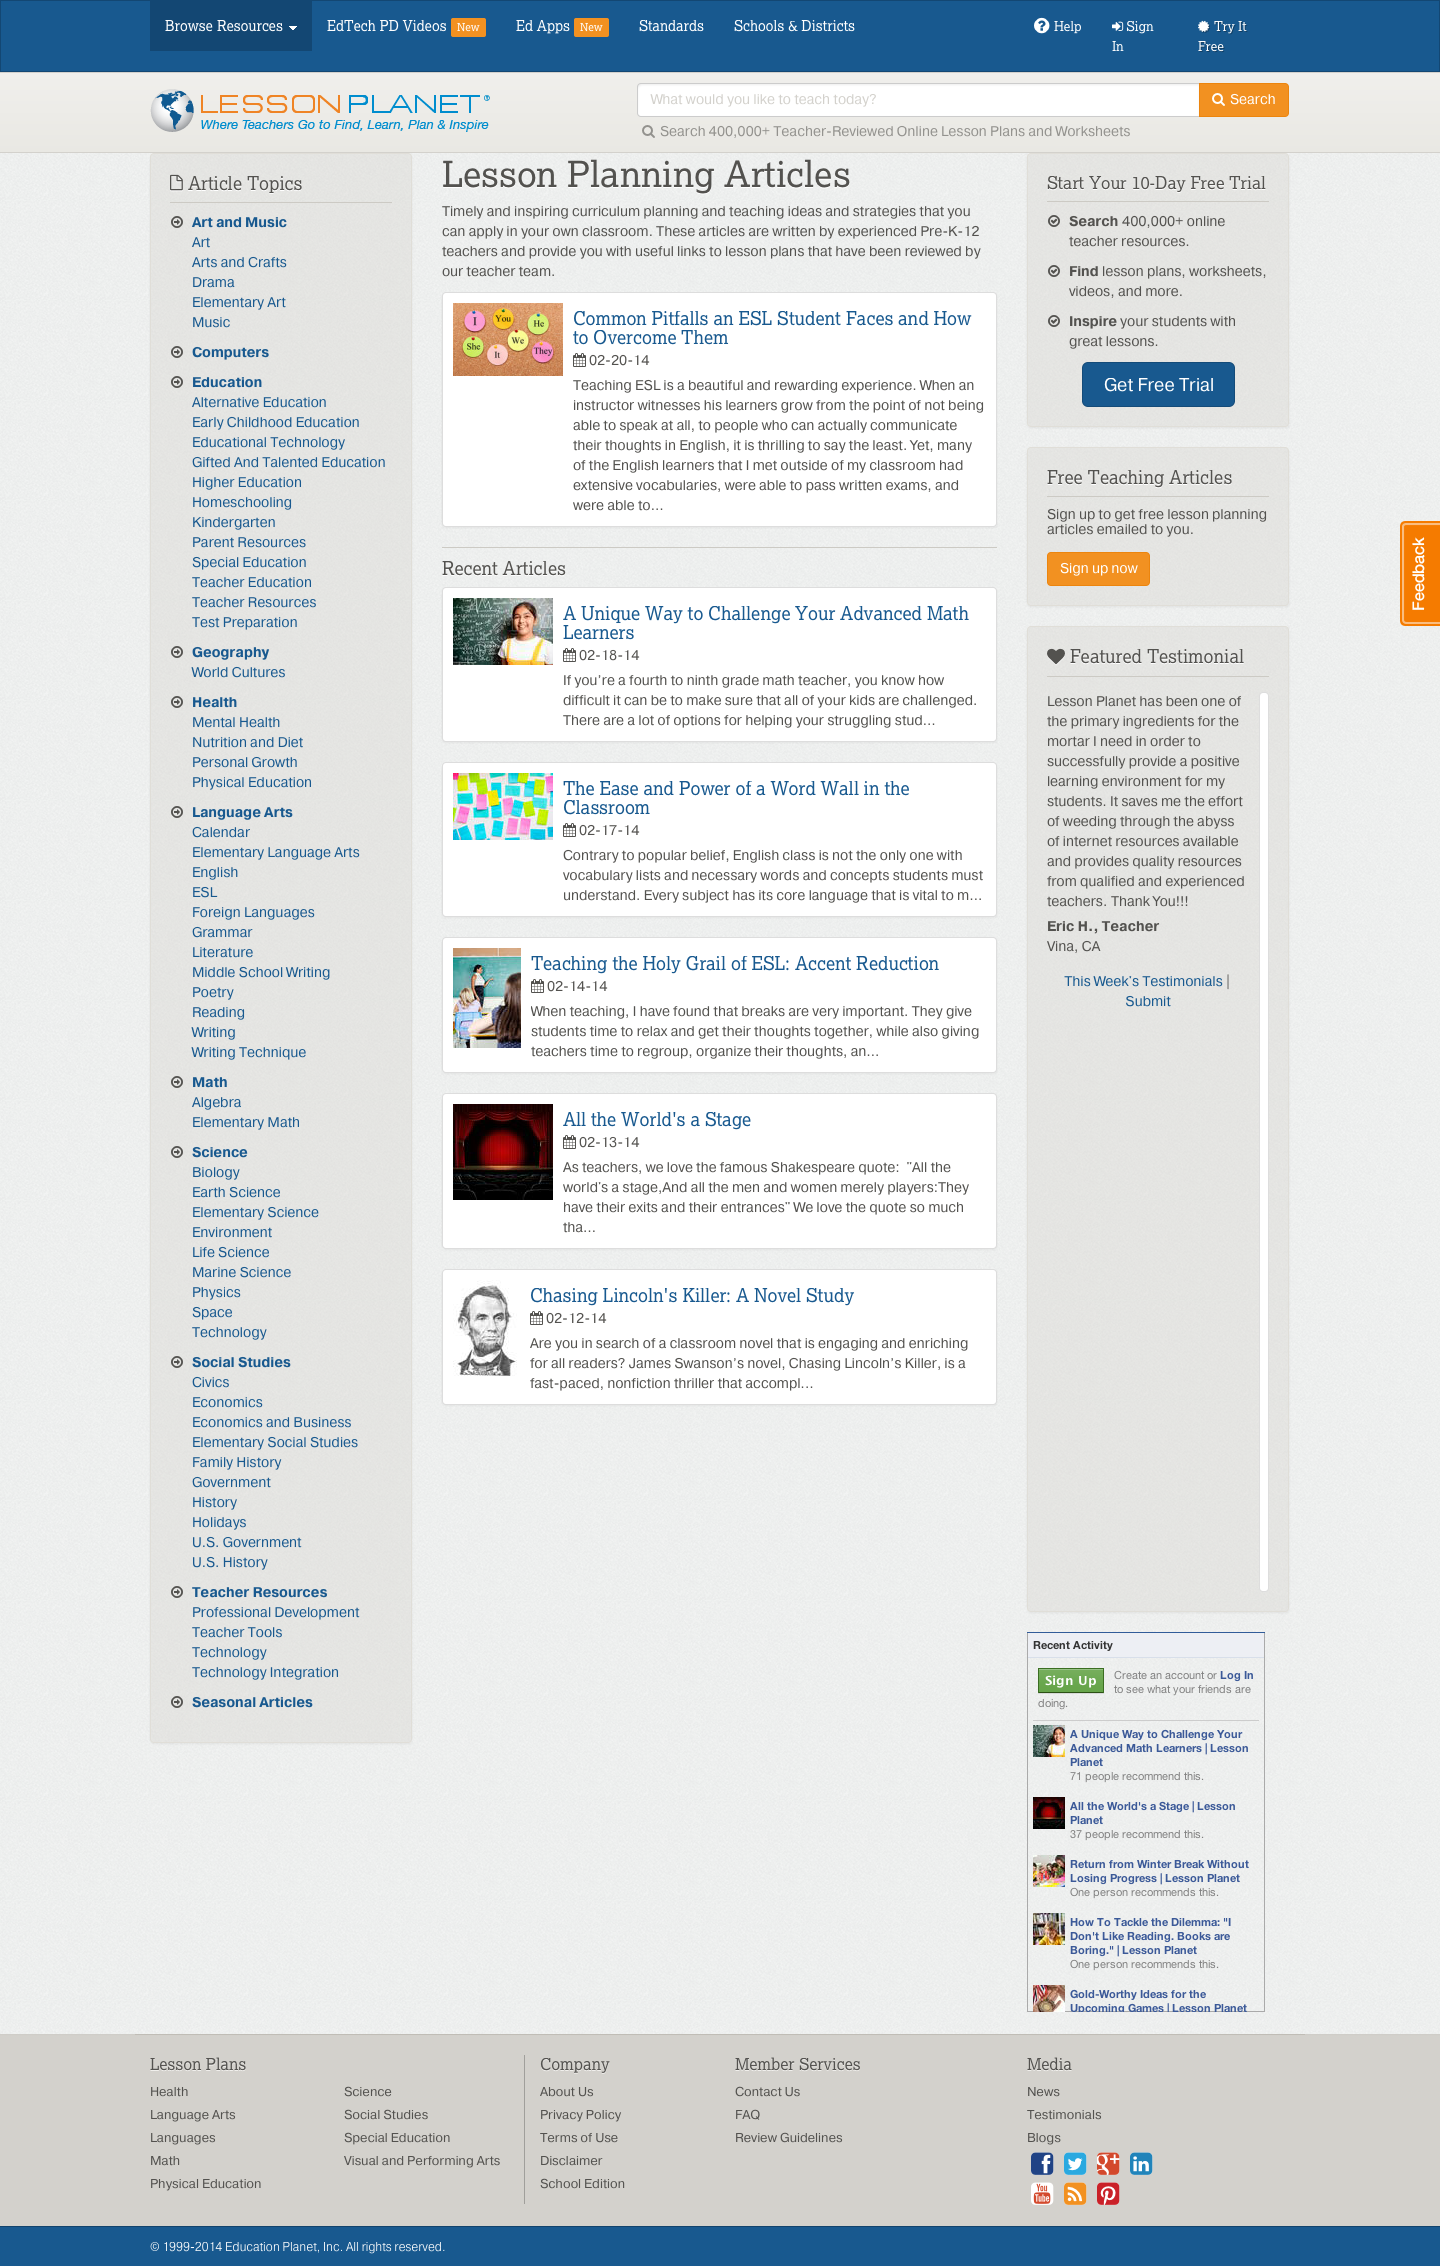 Browse Resources
EdTech PD Videos New
Ed Apps New
Standards
Schools & Districts
Help
Sign In
Try It Free
LESSON PLANET®
Where Teachers Go to Find, Learn, Plan & Inspire
What would you like to teach today?
Search
Search 400,000+ Teacher-Reviewed Online Lesson Plans and Worksheets
Article Topics
Art and Music
Art
Arts and Crafts
Drama
Elementary Art
Music
Computers
Education
Alternative Education
Early Childhood Education
Educational Technology
Gifted And Talented Education
Higher Education
Homeschooling
Kindergarten
Parent Resources
Special Education
Teacher Education
Teacher Resources
Test Preparation
Geography
World Cultures
Health
Mental Health
Nutrition and Diet
Personal Growth
Physical Education
Language Arts
Calendar
Elementary Language Arts
English
ESL
Foreign Languages
Grammar
Literature
Middle School Writing
Poetry
Reading
Writing
Writing Technique
Math
Algebra
Elementary Math
Science
Biology
Earth Science
Elementary Science
Environment
Life Science
Marine Science
Physics
Space
Technology
Social Studies
Civics
Economics
Economics and Business
Elementary Social Studies
Family History
Government
History
Holidays
U.S. Government
U.S. History
Teacher Resources
Professional Development
Teacher Tools
Technology
Technology Integration
Seasonal Articles
Lesson Planning Articles
Timely and inspiring curriculum planning and teaching ideas and strategies that you
can apply in your own classroom. These articles are written by experienced Pre-K-12
teachers and provide you with useful links to lesson plans that have been reviewed by
our teacher team.
I
You
He
She
It
We
They
Common Pitfalls an ESL Student Faces and How
to Overcome Them
02-20-14
Teaching ESL is a beautiful and rewarding experience. When an
instructor witnesses his learners grow from the point of not being
able to speak at all, to people who can actually communicate
their thoughts in English, it is thrilling to say the least. Yet, many
of the English learners that I met outside of my classroom had
extensive vocabularies, were able to pass written exams, and
were able to...
Recent Articles
A Unique Way to Challenge Your Advanced Math
Learners
02-18-14
If you're a fourth to ninth grade math teacher, you know how
difficult it can be to make sure that all of your kids are challenged.
There are a lot of options for helping your struggling stud...
The Ease and Power of a Word Wall in the
Classroom
02-17-14
Contrary to popular belief, English class is not the only one with
vocabulary lists and necessary words and concepts students must
understand. Every subject has its core language that is vital to m...
Teaching the Holy Grail of ESL: Accent Reduction
02-14-14
When teaching, I have found that breaks are very important. They give
students time to relax and get their thoughts together, while also giving
teachers time to regroup, organize their thoughts, an...
All the World's a Stage
02-13-14
As teachers, we love the famous Shakespeare quote:  "All the
world's a stage,And all the men and women merely players:They
have their exits and their entrances" We love the quote so much
tha...
Chasing Lincoln's Killer: A Novel Study
02-12-14
Are you in search of a classroom novel that is engaging and enriching
for all readers? James Swanson's novel, Chasing Lincoln's Killer, is a
fast-paced, nonfiction thriller that accompl...
Start Your 10-Day Free Trial
Search 400,000+ online
teacher resources.
Find lesson plans, worksheets,
videos, and more.
Inspire your students with
great lessons.
Get Free Trial
Free Teaching Articles
Sign up to get free lesson planning
articles emailed to you.
Sign up now
Feedback
Featured Testimonial
Lesson Planet has been one of
the primary ingredients for the
mortar I need in order to
successfully provide a positive
learning environment for my
students. It saves me the effort
of weeding through the abyss
of internet resources available
and provides quality resources
from qualified and experienced
teachers. Thank You!!!
Eric H., Teacher
Vina, CA
This Week's Testimonials |
Submit
Recent Activity
Sign Up
Create an account or Log In
to see what your friends are
doing.
A Unique Way to Challenge Your
Advanced Math Learners | Lesson
Planet
71 people recommend this.
All the World's a Stage | Lesson
Planet
37 people recommend this.
Return from Winter Break Without
Losing Progress | Lesson Planet
One person recommends this.
How To Tackle the Dilemma: "I
Don't Like Reading. Books are
Boring." | Lesson Planet
One person recommends this.
Gold-Worthy Ideas for the
Upcoming Games | Lesson Planet
Lesson Plans
Health
Language Arts
Languages
Math
Physical Education
Science
Social Studies
Special Education
Visual and Performing Arts
Company
About Us
Privacy Policy
Terms of Use
Disclaimer
School Edition
Member Services
Contact Us
FAQ
Review Guidelines
Media
News
Testimonials
Blogs
You Tube
© 1999-2014 Education Planet, Inc. All rights reserved.